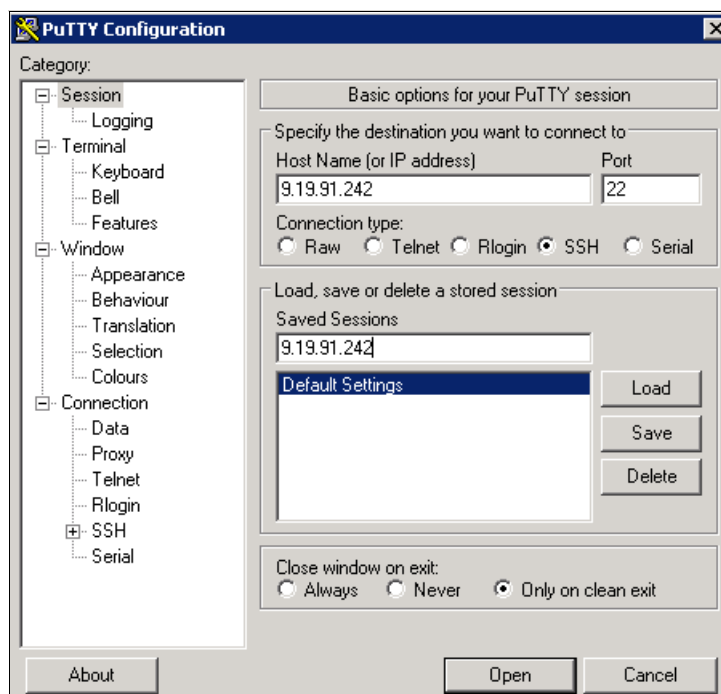 PuTTY Configuration
Category:
Session
Logging
Terminal
Keyboard
Bell
Features
Window
Appearance
Behaviour
Translation
Selection
Colours
Connection
Data
Proxy
Telnet
Rlogin
SSH
Serial
Basic options for your PuTTY session
Specify the destination you want to connect to
Host Name (or IP address) Port
9.19.91.242 22
Connection type:
Raw Telnet Rlogin SSH Serial
Load, save or delete a stored session
Saved Sessions
9.19.91.242
Default Settings
Load
Save
Delete
Close window on exit:
Always Never Only on clean exit
About Open Cancel